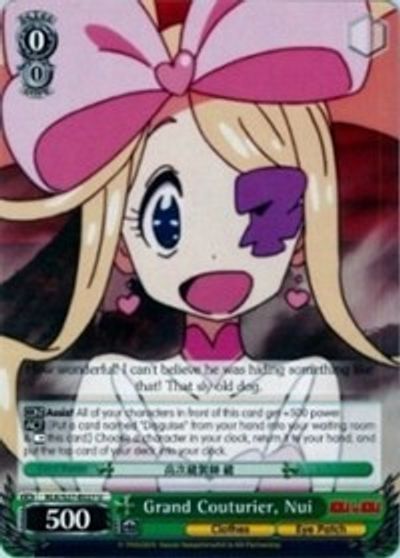 0
0
How wonderful! I can't believe he was hiding something like
that! That sly old dog.
Assist All of your characters in front of this card get +500 power
[Put a card named "Disguise" from your hand into your waiting room
] Choose a character in your clock, return it to your hand, and
put the top card of your deck into your clock.
Grand Couturier, Nui
500
Clothes
Eye Patch